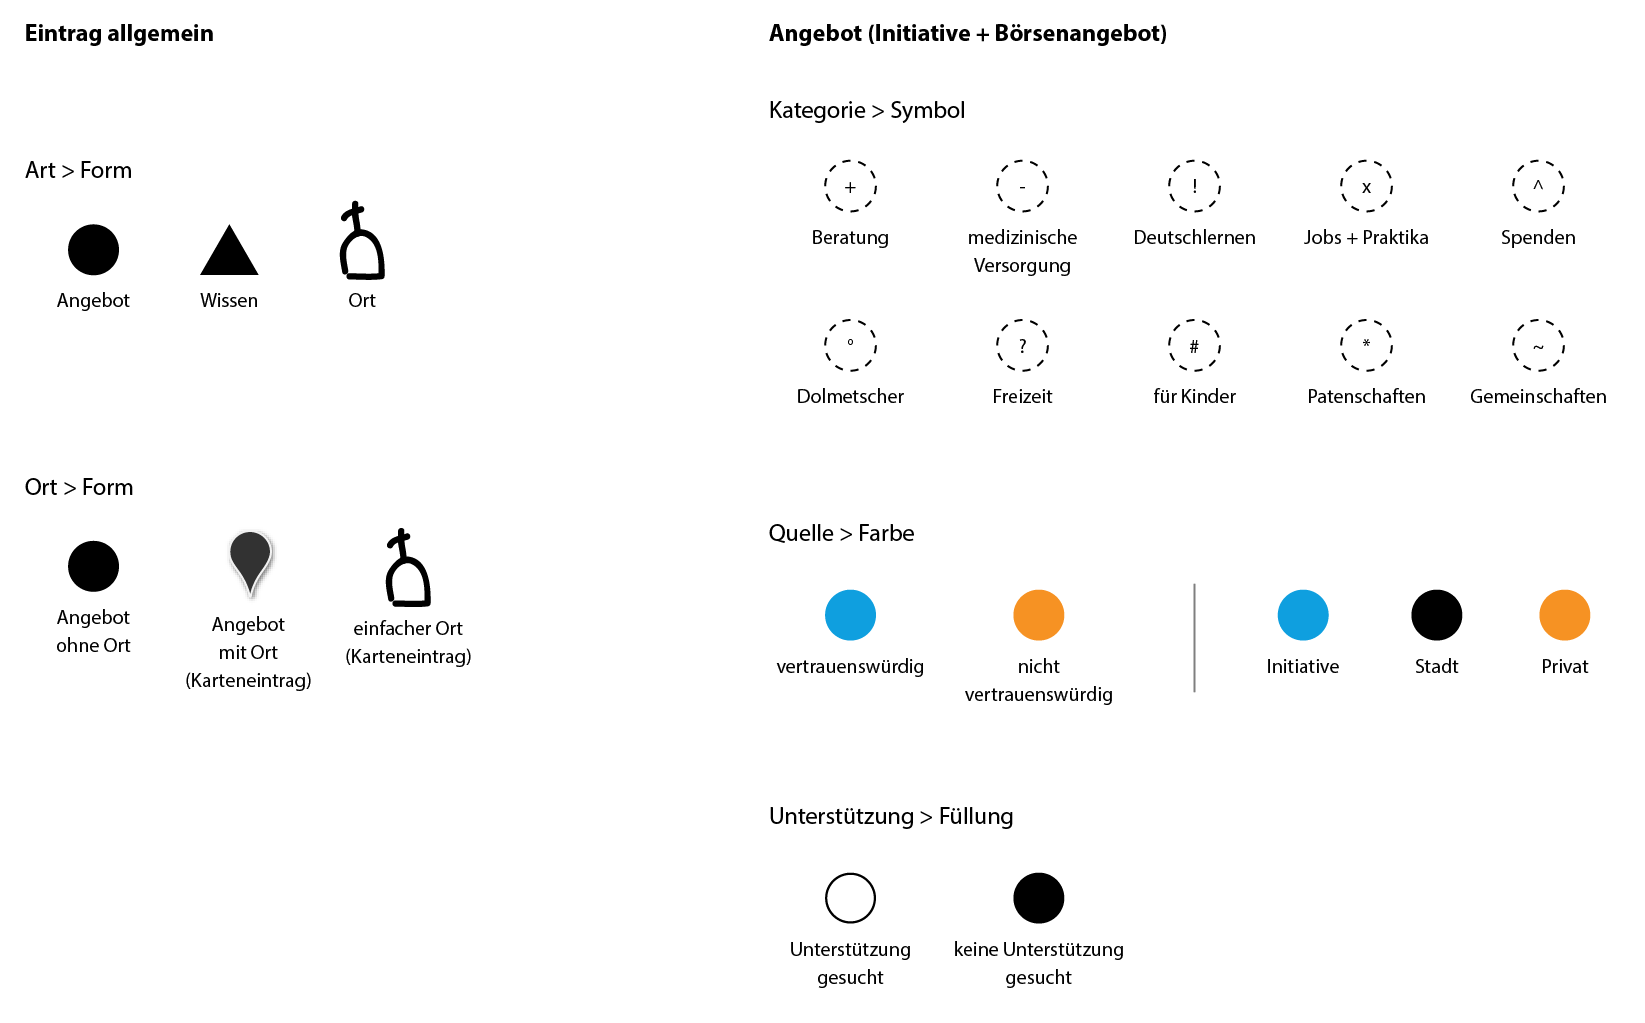 Eintrag allgemein
Art > Form
Angebot
Wissen
Ort
Ort > Form
Angebot
ohne Ort
Angebot
mit Ort
(Karteneintrag)
einfacher Ort
(Karteneintrag)
Angebot (Initiative + Börsenangebot)
Kategorie > Symbol
+
-
!
x
^
Beratung
medizinische
Versorgung
Deutschlernen
Jobs + Praktika
Spenden
°
?
#
*
~
Dolmetscher
Freizeit
für Kinder
Patenschaften
Gemeinschaften
Quelle > Farbe
vertrauenswürdig
nicht
vertrauenswürdig
Initiative
Stadt
Privat
Unterstützung > Füllung
Unterstützung
gesucht
keine Unterstützung
gesucht